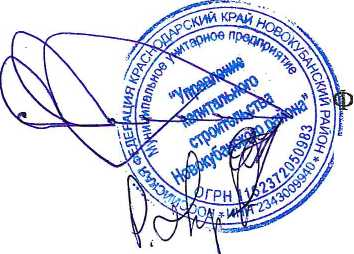 РОССИЙСКАЯ ФЕДЕРАЦИЯ КРАСНОДАРСКИЙ КРАЙ НОВОКУБАНСКИЙ РАЙОН
Муниципальное унитарное предприятие
"Управление
капитального
строительства
Новокубанского района"
ОГРН 1152372050983
* ИНН 2343009940 *
Ф